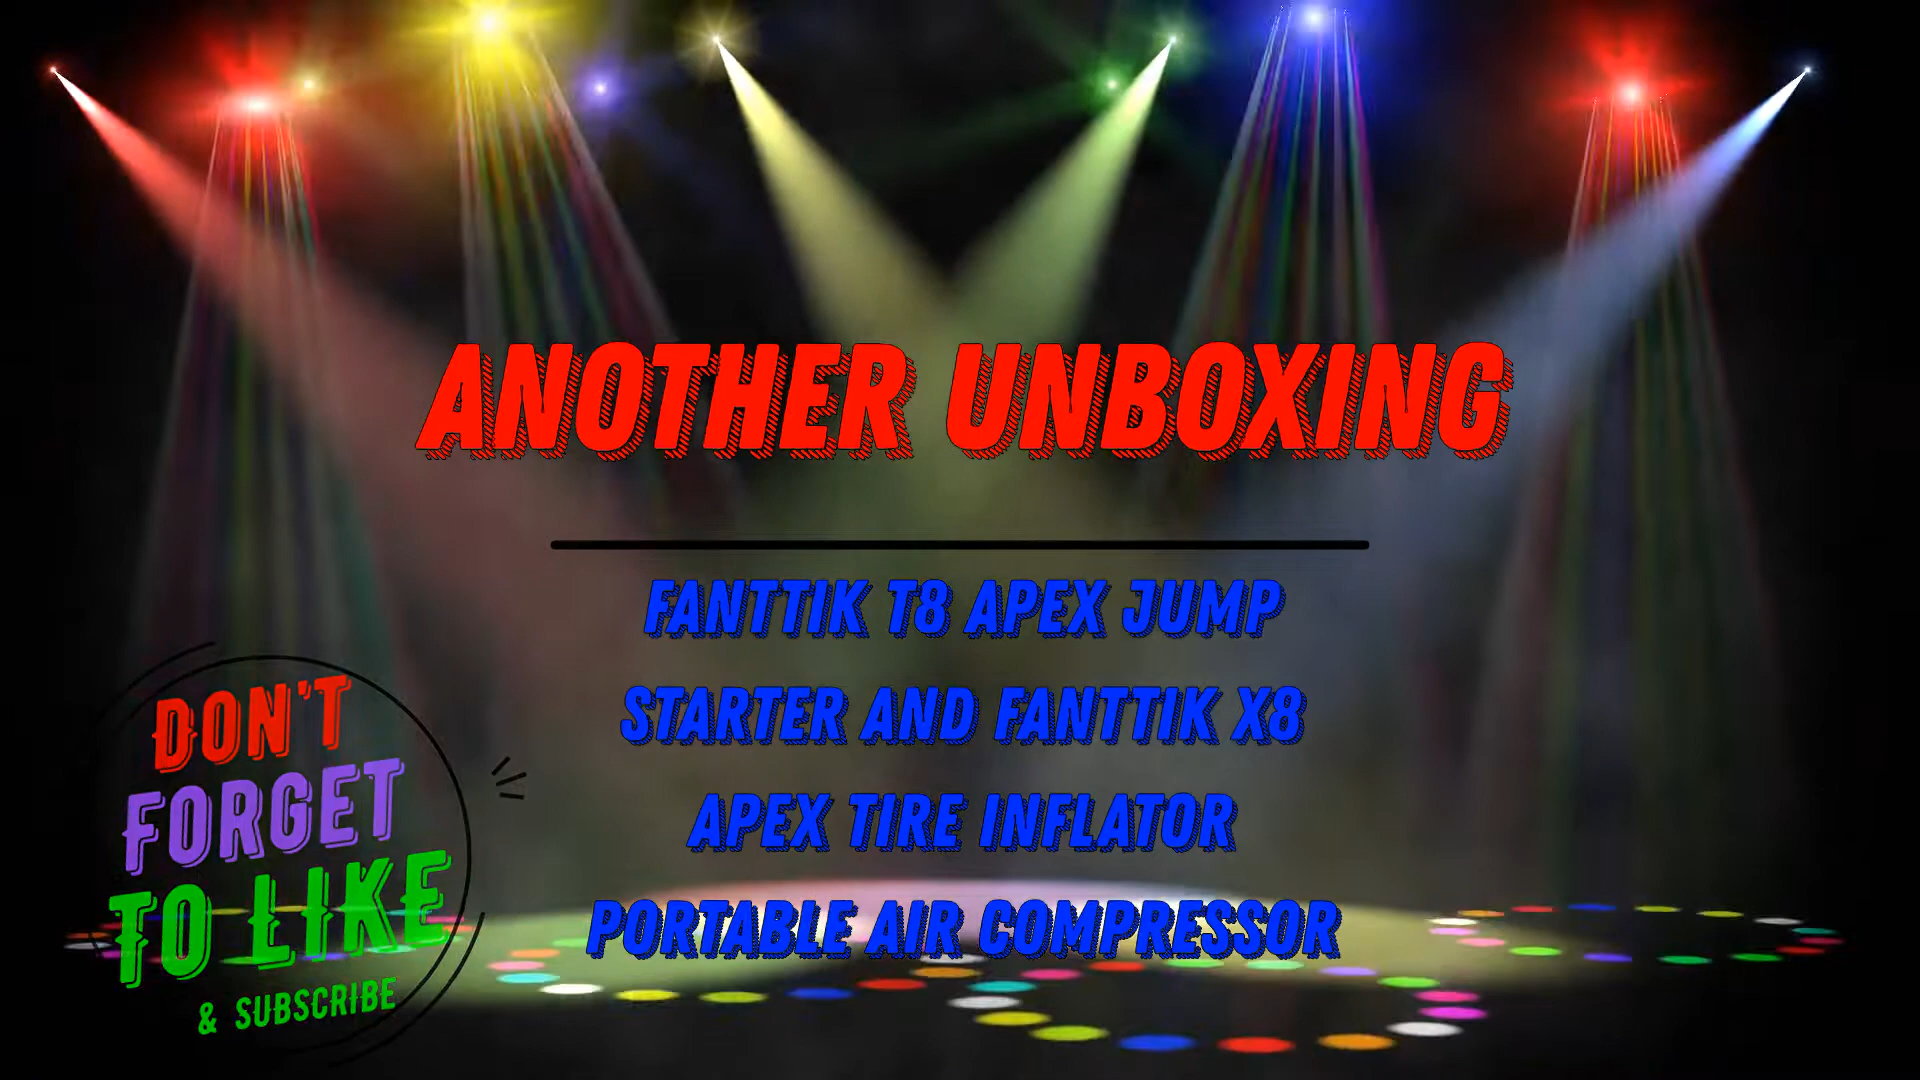 ANOTHER UNBOXING
FANTTIK T8 APEX JUMP
STARTER AND FANTTIK X8
APEX TIRE INFLATOR
PORTABLE AIR COMPRESSOR
DON'T
FORGET
TO LIKE
& SUBSCRIBE